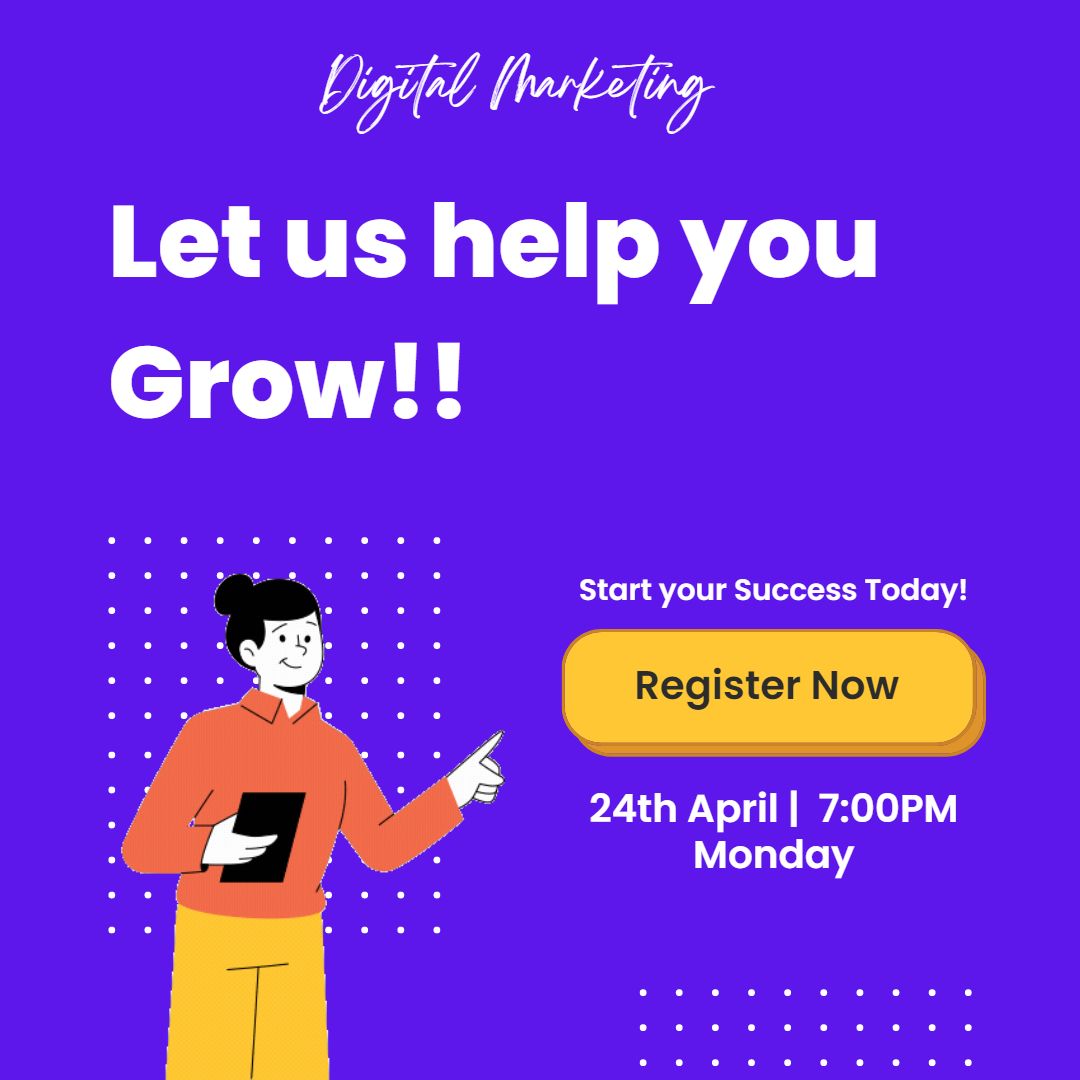 Digital Marketing
Let us help you
Grow!!
Start your Success Today!
Register Now
24th April | 7:00PM
Monday